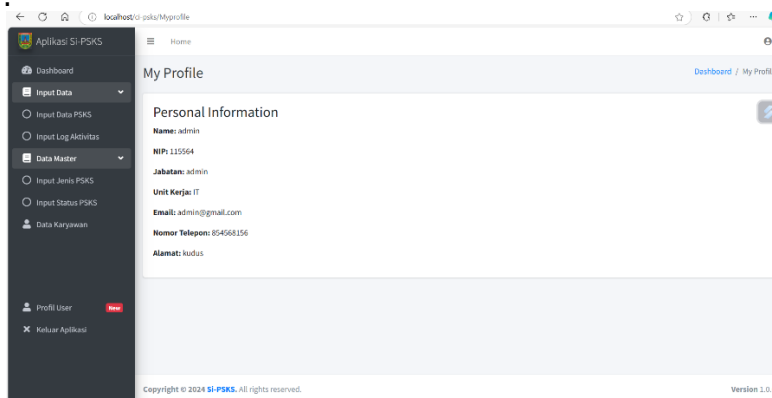 localhost/ci-psks/Myprofile
Aplikasi Si-PSKS
Home
Dashboard
Input Data
Input Data PSKS
Input Log Aktivitas
Data Master
Input Jenis PSKS
Input Status PSKS
Data Karyawan
Profil User New
Keluar Aplikasi
My Profile
Dashboard / My Profil
Personal Information
Name: admin
NIP: 115564
Jabatan: admin
Unit Kerja: IT
Email: admin@gmail.com
Nomor Telepon: 854568156
Alamat: kudus
Copyright © 2024 Si-PSKS. All rights reserved.
Version 1.0.